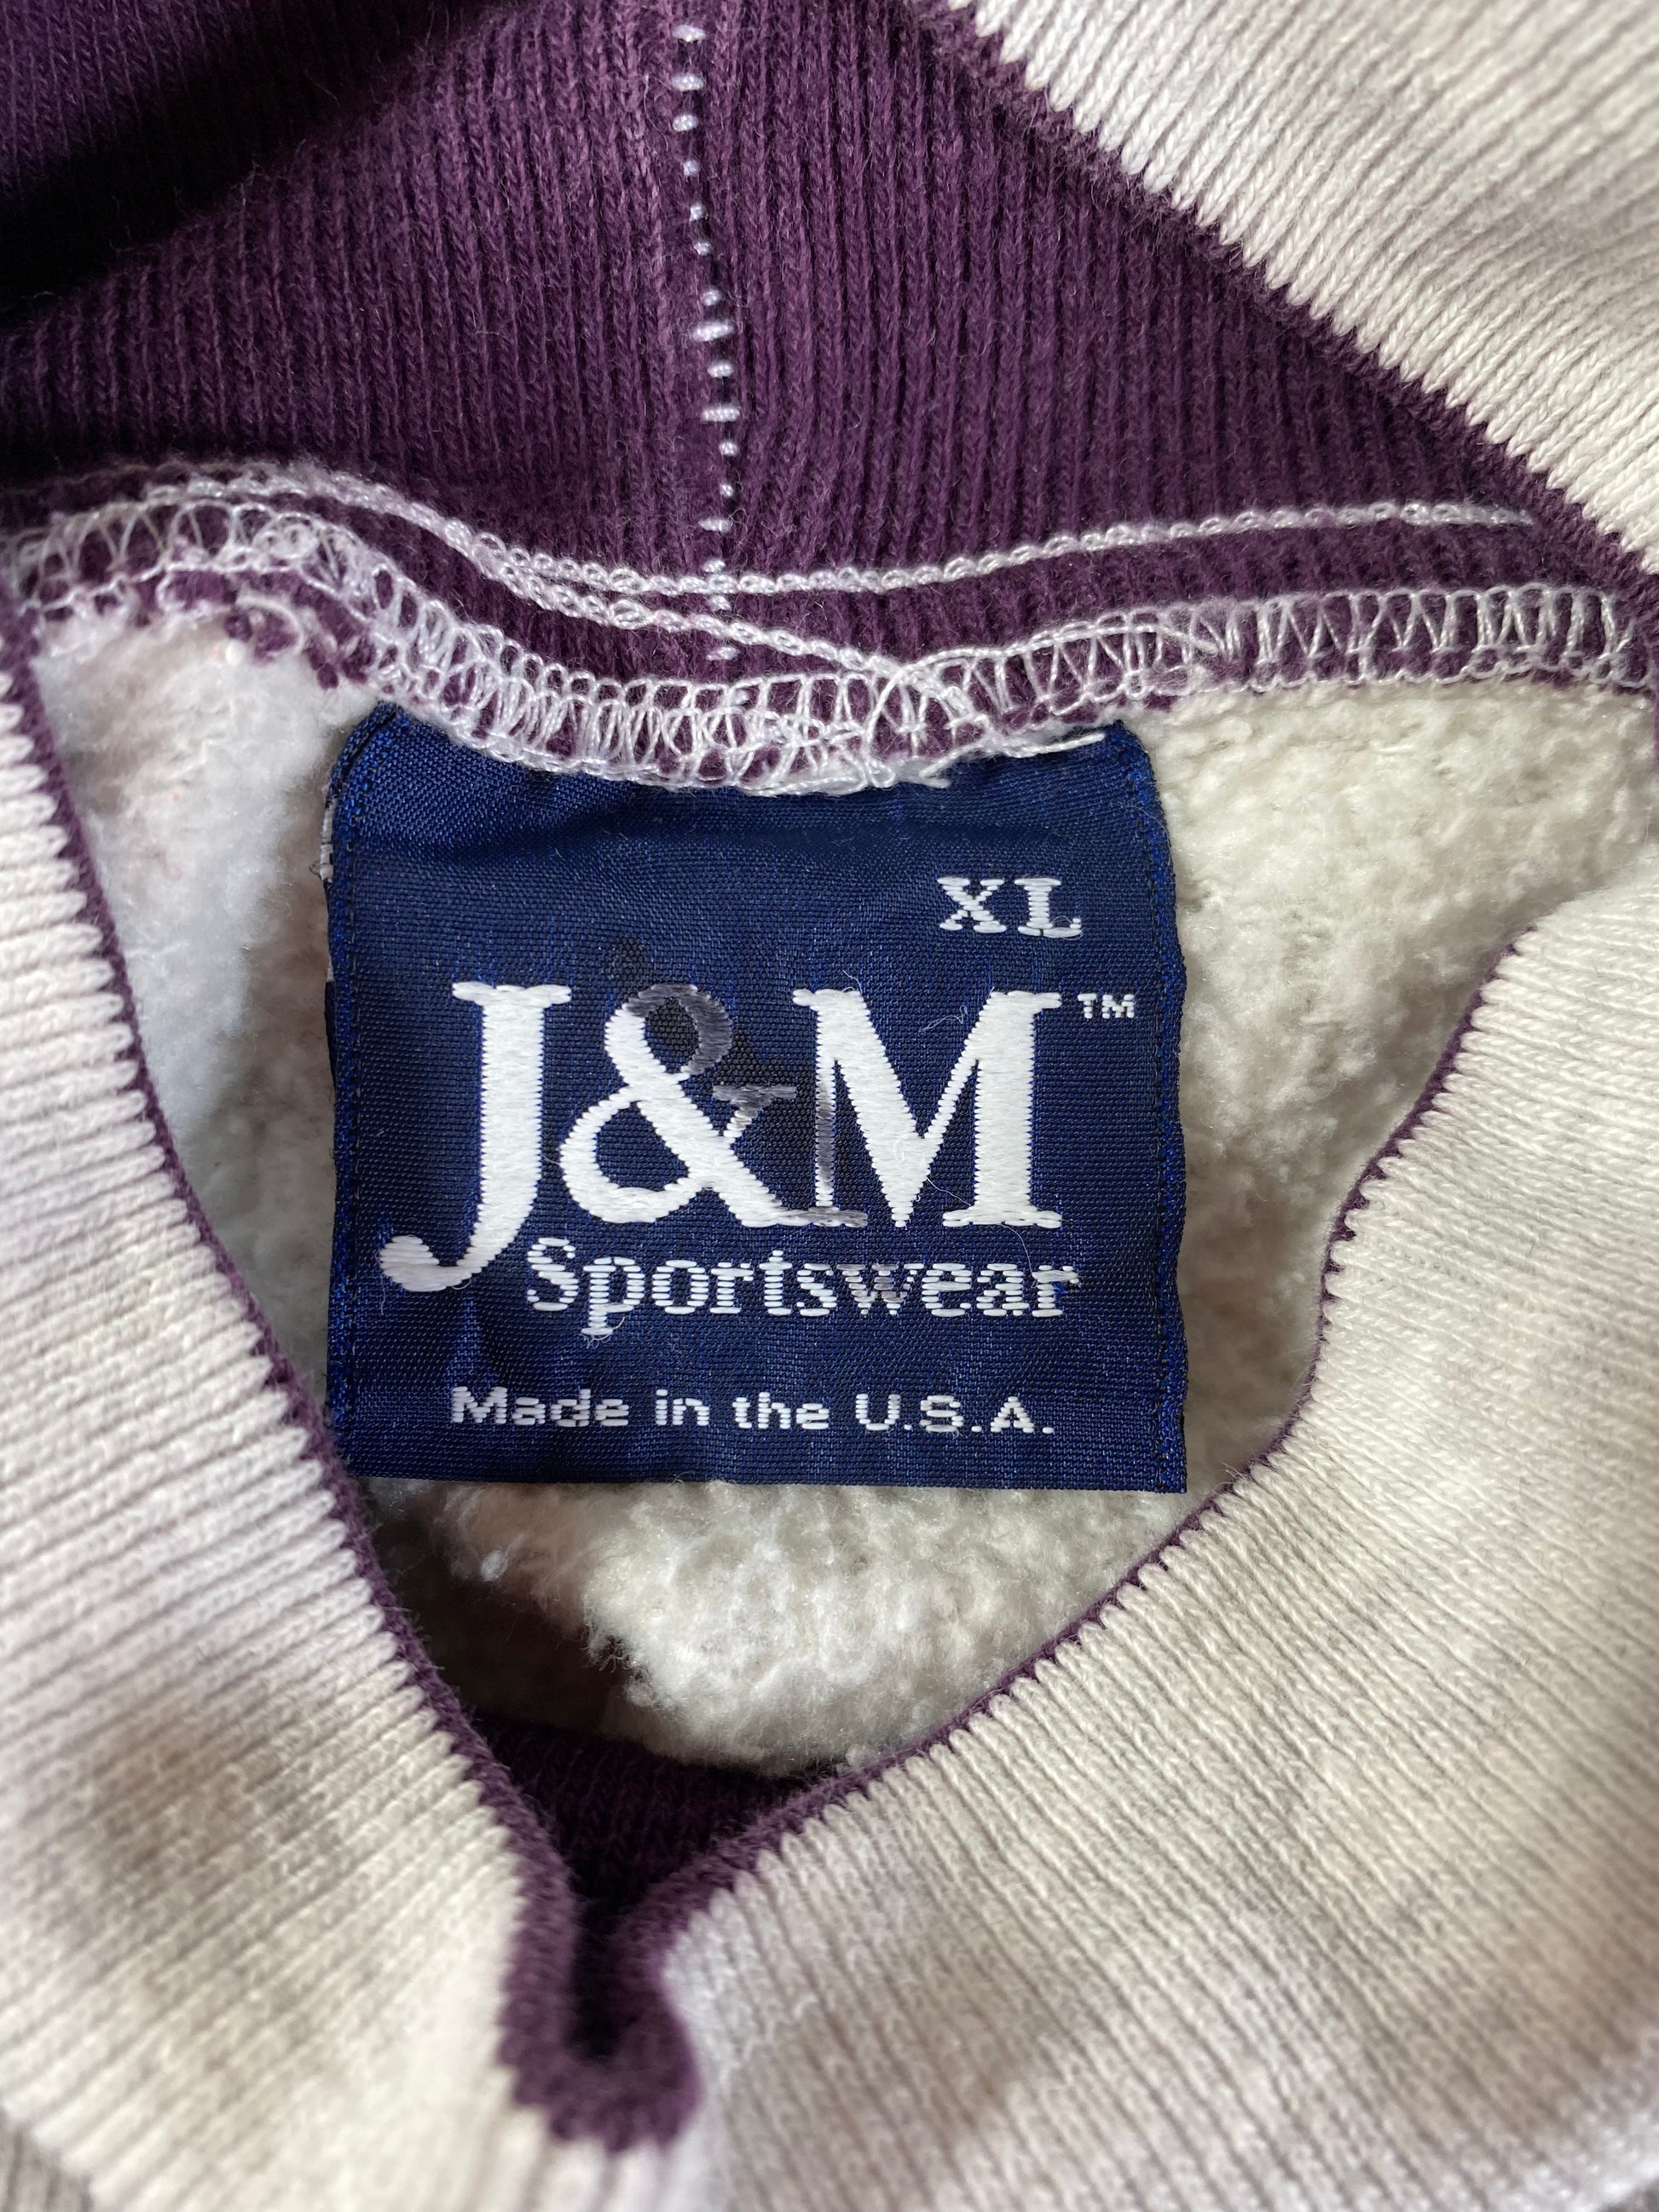 XL
J&M™
Sportswear
Made in the U.S.A.